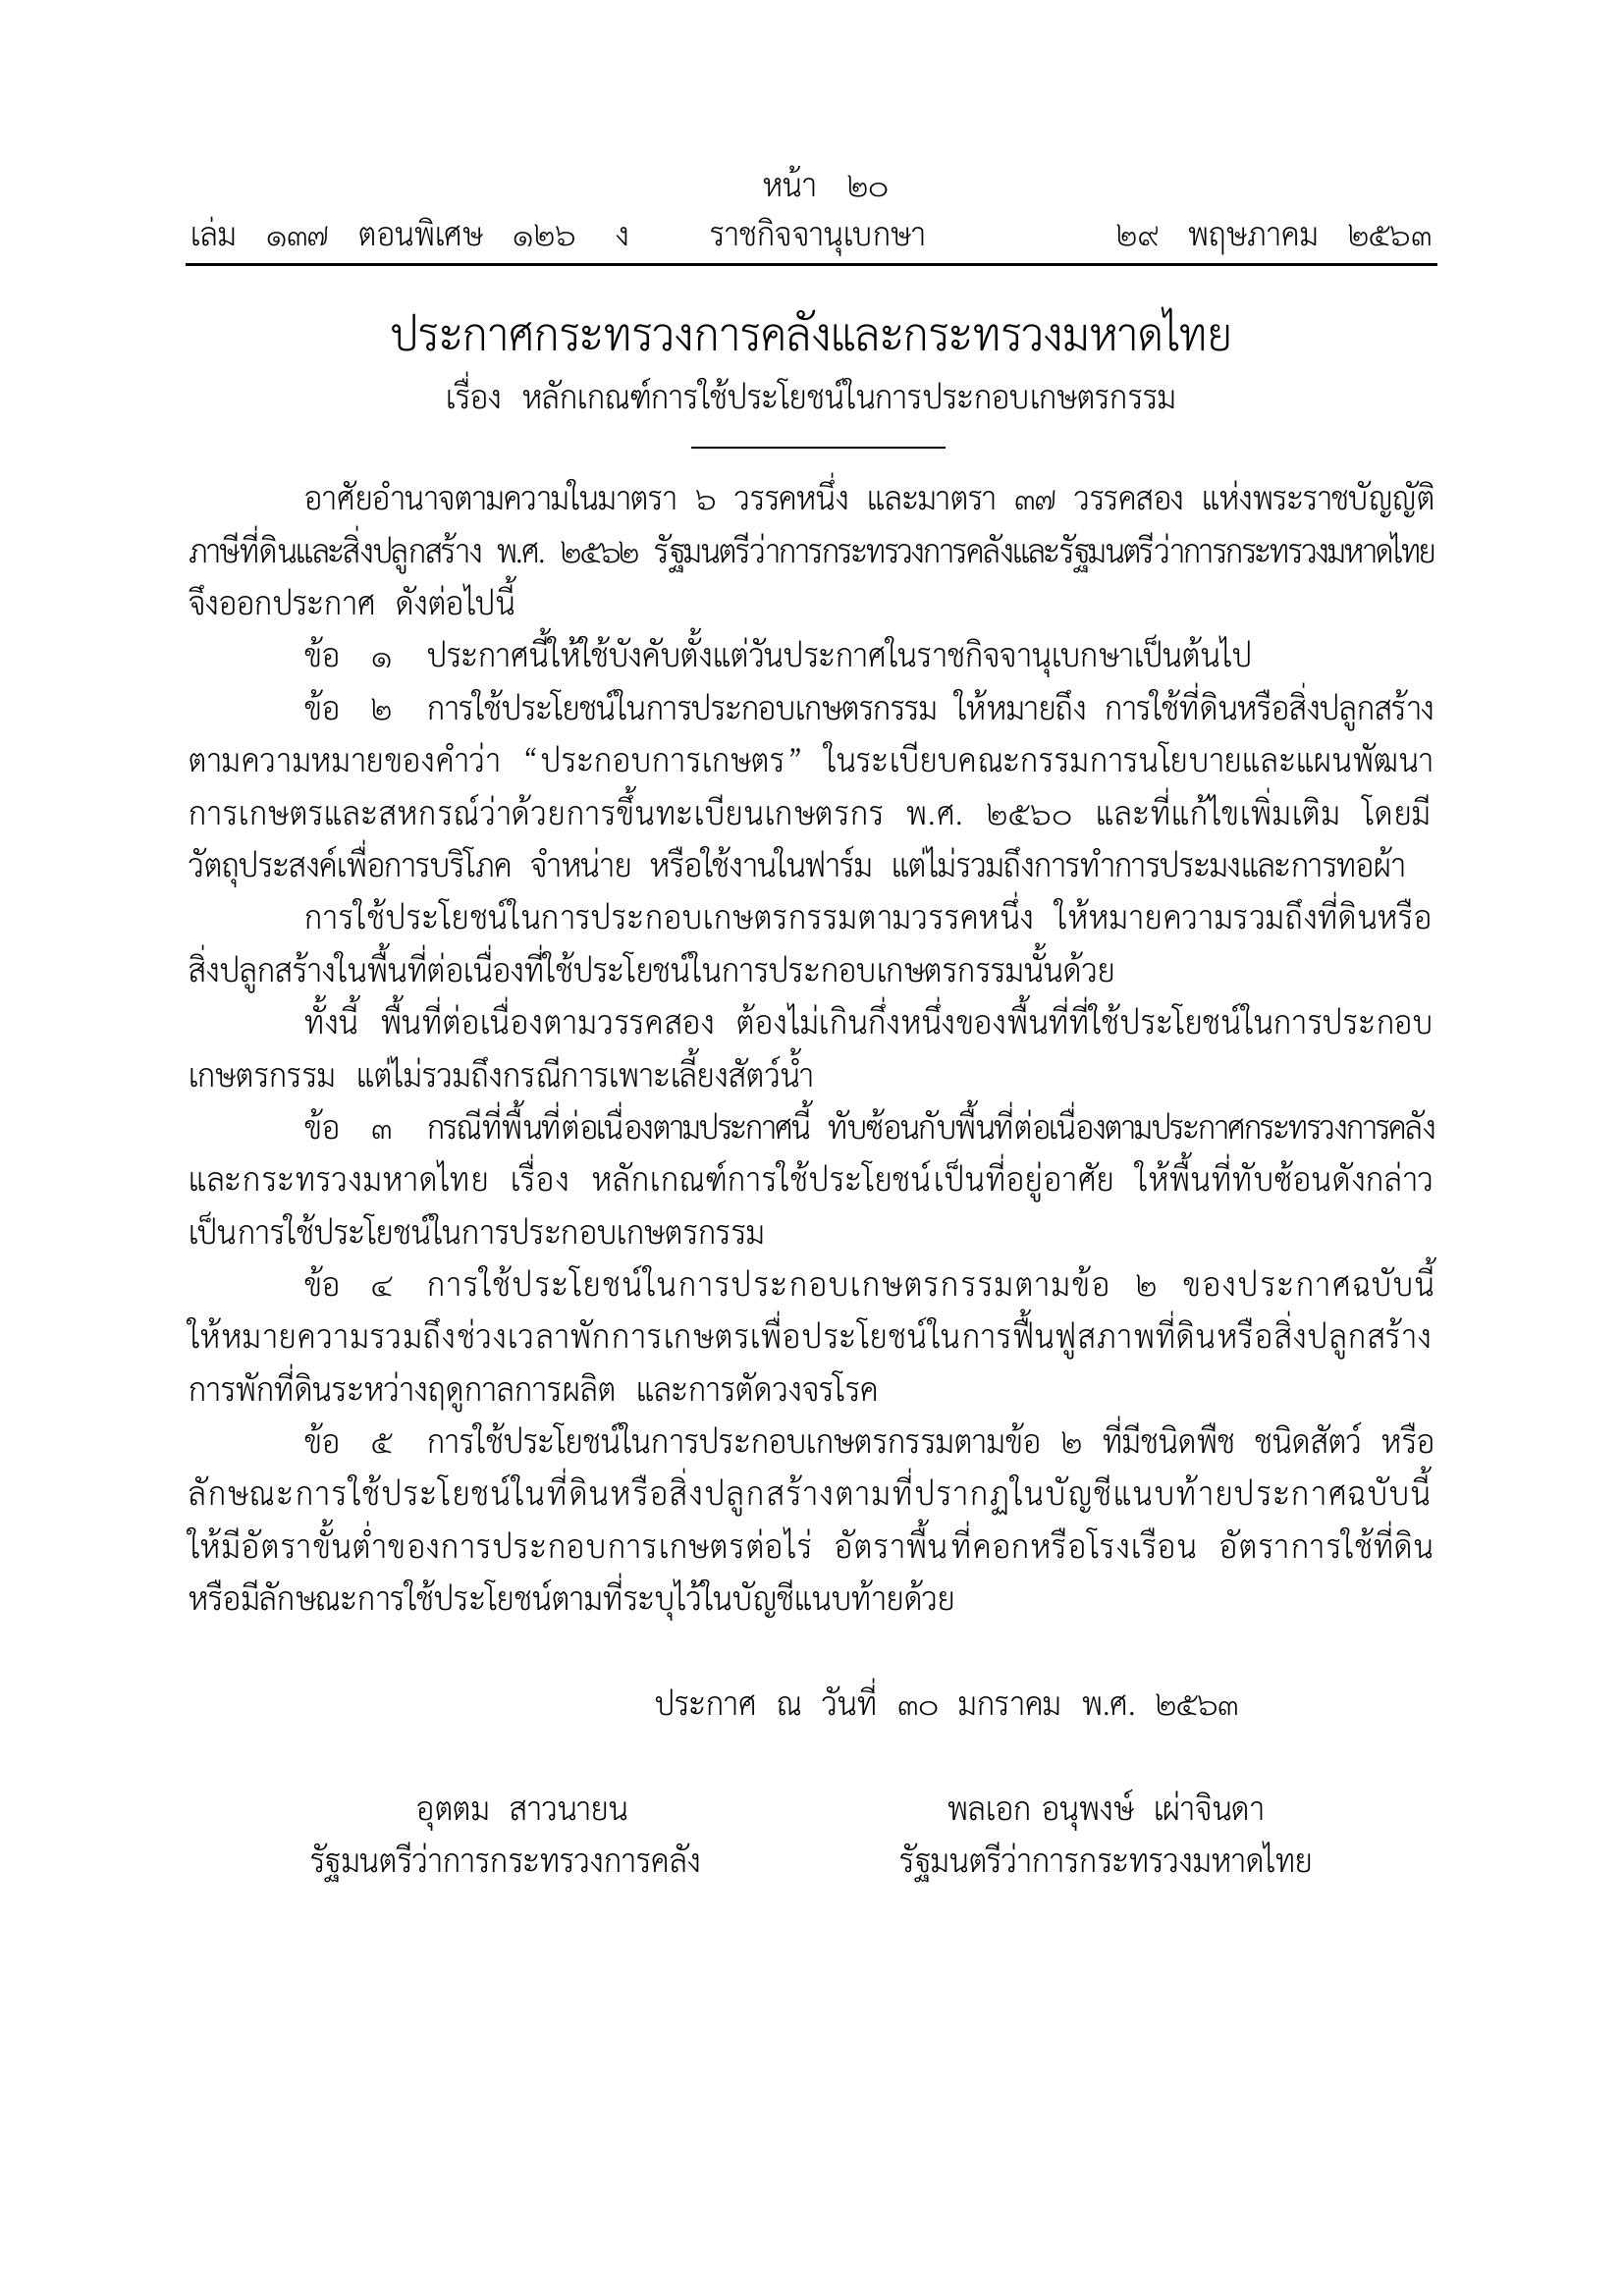 หน้า ๒๐
เล่ม ๑๓๗ ตอนพิเศษ ๑๒๖ ง ราชกิจจานุเบกษา ๒๙ พฤษภาคม ๒๕๖๓
ประกาศกระทรวงการคลังและกระทรวงมหาดไทย
เรื่อง หลักเกณฑ์การใช้ประโยชน์ในการประกอบเกษตรกรรม
อาศัยอำนาจตามความในมาตรา ๖ วรรคหนึ่ง และมาตรา ๓๗ วรรคสอง แห่งพระราชบัญญัติ
ภาษีที่ดินและสิ่งปลูกสร้าง พ.ศ. ๒๕๖๒ รัฐมนตรีว่าการกระทรวงการคลังและรัฐมนตรีว่าการกระทรวงมหาดไทย
จึงออกประกาศ ดังต่อไปนี้
ข้อ ๑ ประกาศนี้ให้ใช้บังคับตั้งแต่วันประกาศในราชกิจจานุเบกษาเป็นต้นไป
ข้อ ๒ การใช้ประโยชน์ในการประกอบเกษตรกรรม ให้หมายถึง การใช้ที่ดินหรือสิ่งปลูกสร้าง
ตามความหมายของคำว่า “ประกอบการเกษตร” ในระเบียบคณะกรรมการนโยบายและแผนพัฒนา
การเกษตรและสหกรณ์ว่าด้วยการขึ้นทะเบียนเกษตรกร พ.ศ. ๒๕๖๐ และที่แก้ไขเพิ่มเติม โดยมี
วัตถุประสงค์เพื่อการบริโภค จำหน่าย หรือใช้งานในฟาร์ม แต่ไม่รวมถึงการทำการประมงและการทอผ้า
การใช้ประโยชน์ในการประกอบเกษตรกรรมตามวรรคหนึ่ง ให้หมายความรวมถึงที่ดินหรือ
สิ่งปลูกสร้างในพื้นที่ต่อเนื่องที่ใช้ประโยชน์ในการประกอบเกษตรกรรมนั้นด้วย
ทั้งนี้ พื้นที่ต่อเนื่องตามวรรคสอง ต้องไม่เกินกึ่งหนึ่งของพื้นที่ที่ใช้ประโยชน์ในการประกอบ
เกษตรกรรม แต่ไม่รวมถึงกรณีการเพาะเลี้ยงสัตว์น้ำ
ข้อ ๓ กรณีที่พื้นที่ต่อเนื่องตามประกาศนี้ ทับซ้อนกับพื้นที่ต่อเนื่องตามประกาศกระทรวงการคลัง
และกระทรวงมหาดไทย เรื่อง หลักเกณฑ์การใช้ประโยชน์เป็นที่อยู่อาศัย ให้พื้นที่ทับซ้อนดังกล่าว
เป็นการใช้ประโยชน์ในการประกอบเกษตรกรรม
ข้อ ๔ การใช้ประโยชน์ในการประกอบเกษตรกรรมตามข้อ ๒ ของประกาศฉบับนี้
ให้หมายความรวมถึงช่วงเวลาพักการเกษตรเพื่อประโยชน์ในการฟื้นฟูสภาพที่ดินหรือสิ่งปลูกสร้าง
การพักที่ดินระหว่างฤดูกาลการผลิต และการตัดวงจรโรค
ข้อ ๕ การใช้ประโยชน์ในการประกอบเกษตรกรรมตามข้อ ๒ ที่มีชนิดพืช ชนิดสัตว์ หรือ
ลักษณะการใช้ประโยชน์ในที่ดินหรือสิ่งปลูกสร้างตามที่ปรากฏในบัญชีแนบท้ายประกาศฉบับนี้
ให้มีอัตราขั้นต่ำของการประกอบการเกษตรต่อไร่ อัตราพื้นที่คอกหรือโรงเรือน อัตราการใช้ที่ดิน
หรือมีลักษณะการใช้ประโยชน์ตามที่ระบุไว้ในบัญชีแนบท้ายด้วย
ประกาศ ณ วันที่ ๓๐ มกราคม พ.ศ. ๒๕๖๓
อุตตม สาวนายน พลเอก อนุพงษ์ เผ่าจินดา
รัฐมนตรีว่าการกระทรวงการคลัง รัฐมนตรีว่าการกระทรวงมหาดไทย